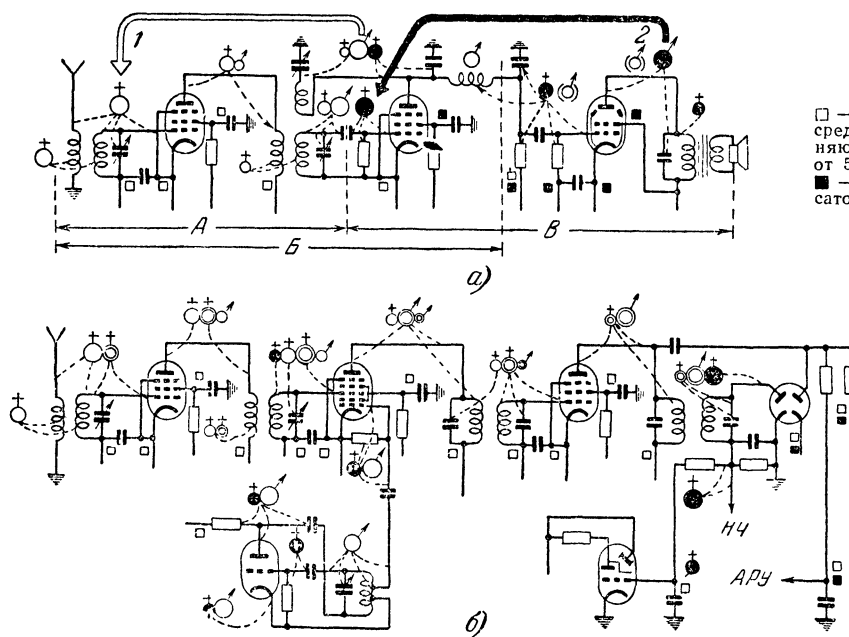 1
2
□ —
сред
няю
от 5
■ —
сато
А
В
Б
а)
НЧ
АРУ
б)